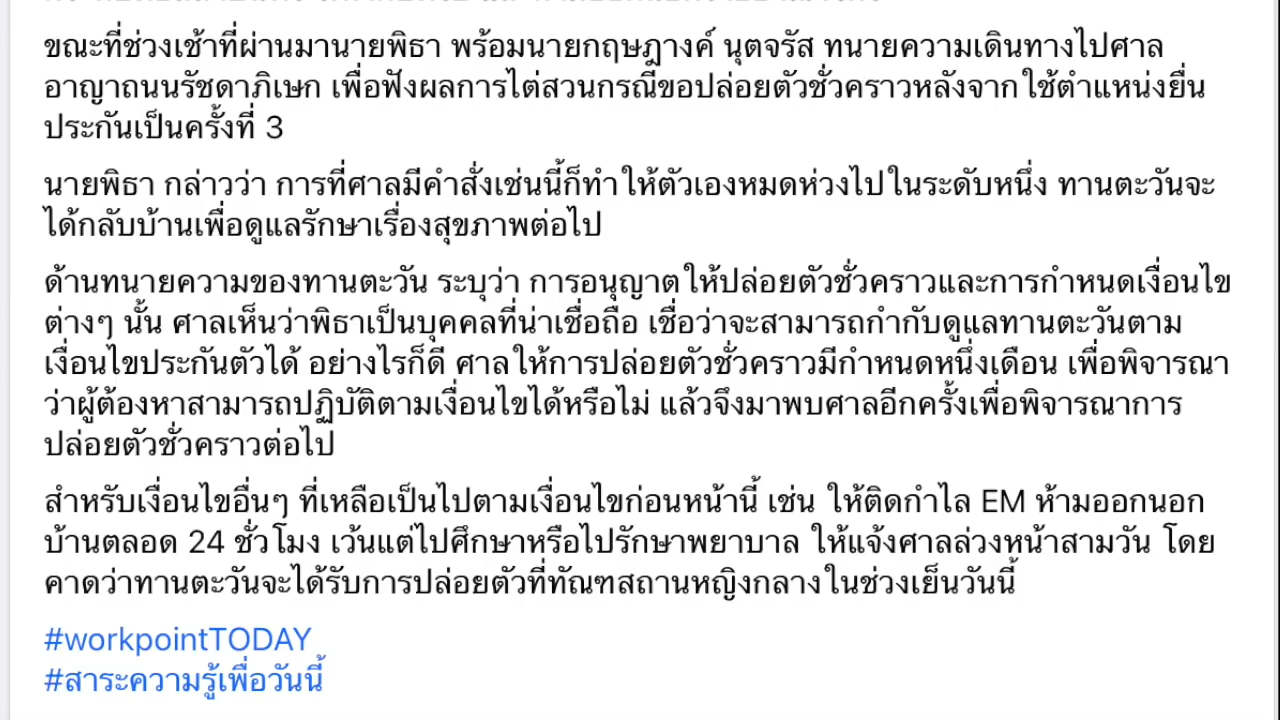 ขณะที่ช่วงเช้าที่ผ่านมานายพิธา พร้อมนายกฤษฎางค์ นุตจรัส ทนายความเดินทางไปศาล
อาญาถนนรัชดาภิเษก เพื่อฟังผลการไต่สวนกรณีขอปล่อยตัวชั่วคราวหลังจากใช้ตำแหน่งยื่น
ประกันเป็นครั้งที่ 3
นายพิธา กล่าวว่า การที่ศาลมีคำสั่งเช่นนี้ก็ทำให้ตัวเองหมดห่วงไปในระดับหนึ่ง ทานตะวันจะ
ได้กลับบ้านเพื่อดูแลรักษาเรื่องสุขภาพต่อไป
ด้านทนายความของทานตะวัน ระบุว่า การอนุญาตให้ปล่อยตัวชั่วคราวและการกำหนดเงื่อนไข
ต่างๆ นั้น ศาลเห็นว่าพิธาเป็นบุคคลที่น่าเชื่อถือ เชื่อว่าจะสามารถกำกับดูแลทานตะวันตาม
เงื่อนไขประกันตัวได้ อย่างไรก็ดี ศาลให้การปล่อยตัวชั่วคราวมีกำหนดหนึ่งเดือน เพื่อพิจารณา
ว่าผู้ต้องหาสามารถปฏิบัติตามเงื่อนไขได้หรือไม่ แล้วจึงมาพบศาลอีกครั้งเพื่อพิจารณาการ
ปล่อยตัวชั่วคราวต่อไป
สำหรับเงื่อนไขอื่นๆ ที่เหลือเป็นไปตามเงื่อนไขก่อนหน้านี้ เช่น ให้ติดกำไล EM ห้ามออกนอก
บ้านตลอด 24 ชั่วโมง เว้นแต่ไปศึกษาหรือไปรักษาพยาบาล ให้แจ้งศาลล่วงหน้าสามวัน โดย
คาดว่าทานตะวันจะได้รับการปล่อยตัวที่ทัณฑสถานหญิงกลางในช่วงเย็นวันนี้
#workpointTODAY
#สาระความรู้เพื่อวันนี้